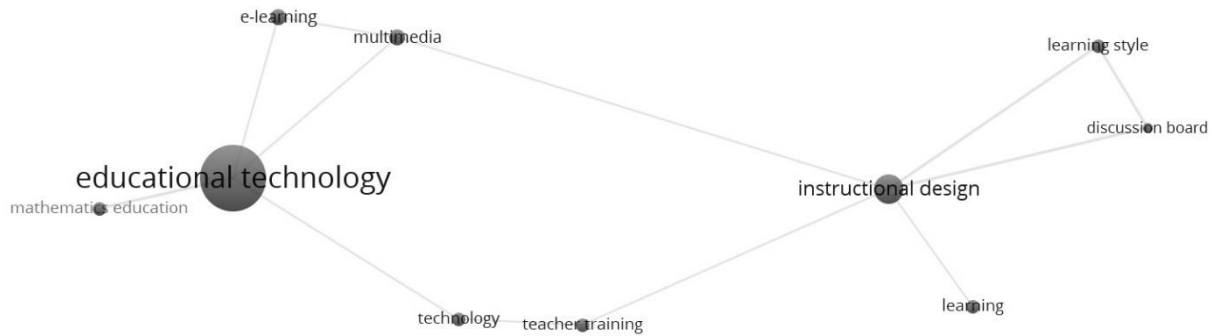 e-learning
multimedia
learning style
discussion board
educational technology
instructional design
mathematics education
learning
technology
teacher training